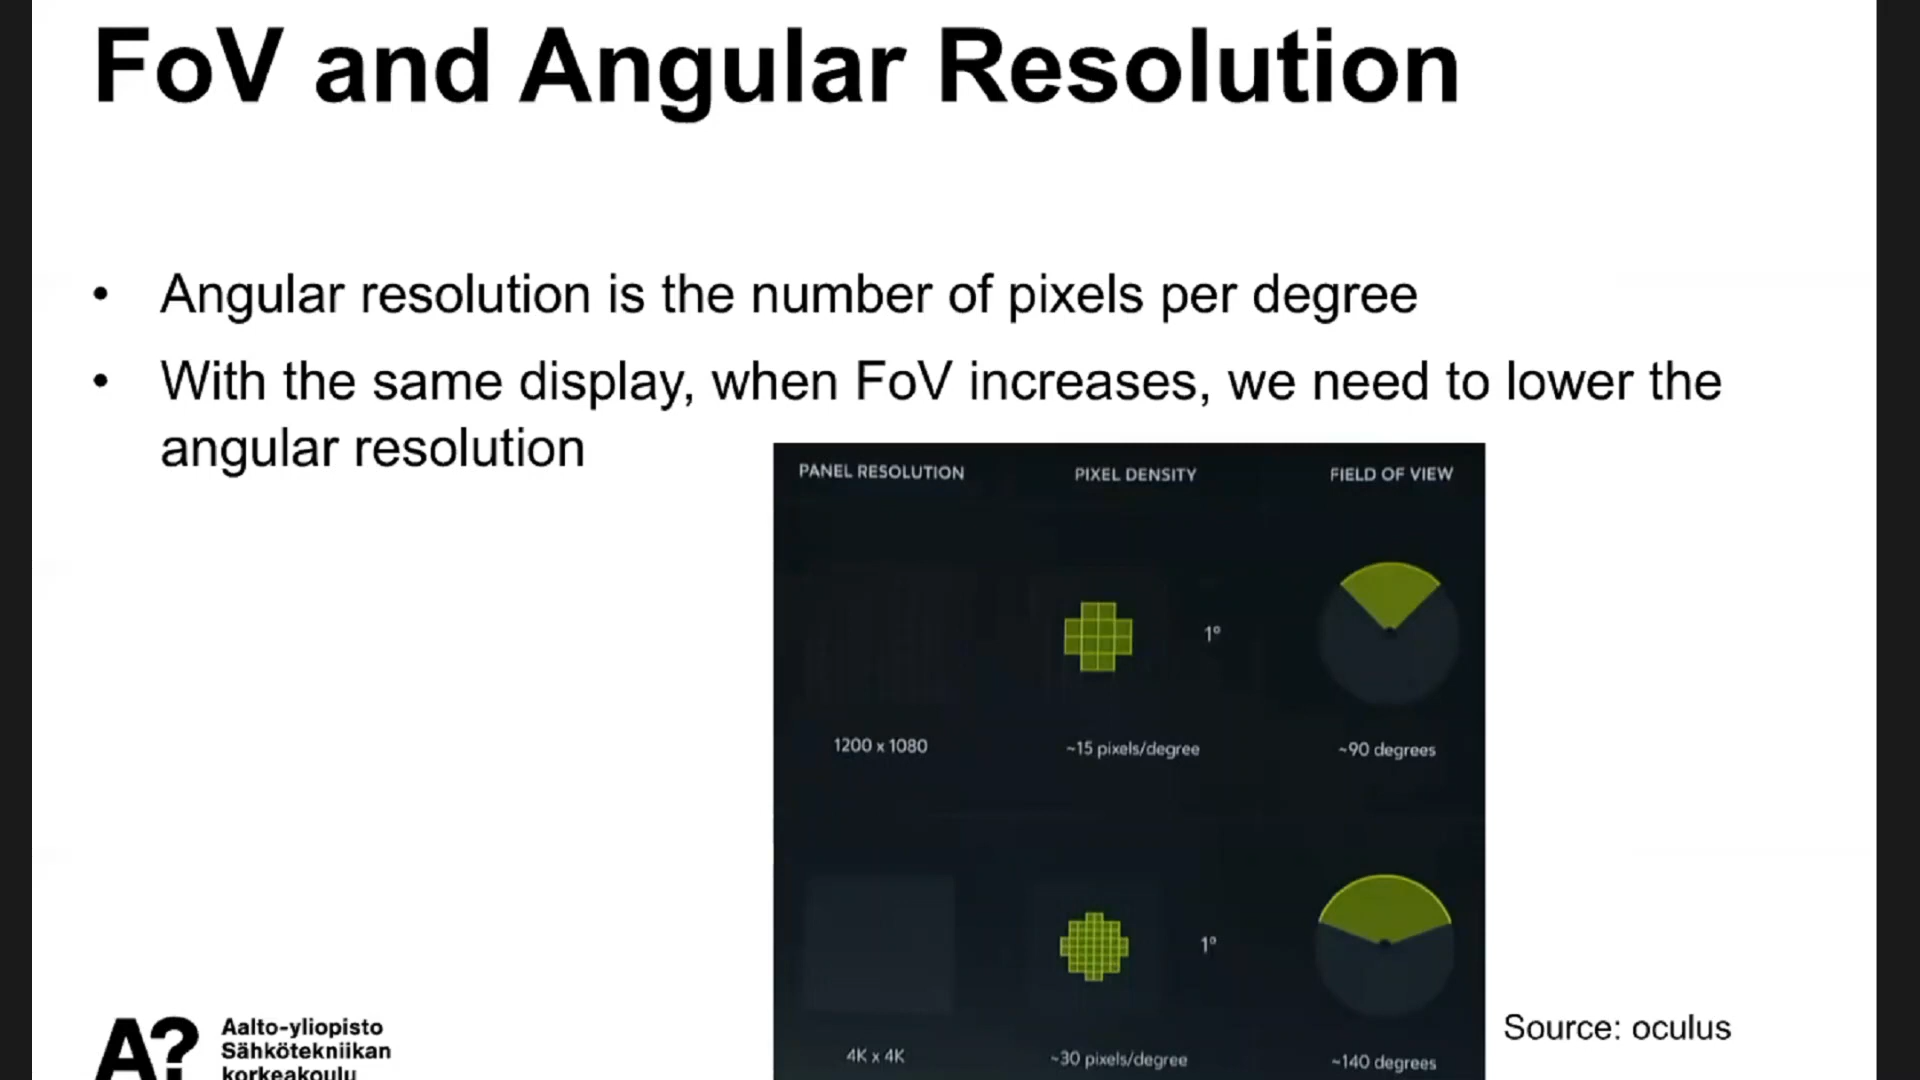 FoV and Angular Resolution
• Angular resolution is the number of pixels per degree
• With the same display, when FoV increases, we need to lower the
angular resolution
PANEL RESOLUTION PIXEL DENSITY FIELD OF VIEW
1°
1200 x 1080 ~15 pixels/degree ~90 degrees
1°
4K x 4K ~30 pixels/degree ~140 degrees
Source: oculus
A?
Aalto-yliopisto
Sähkötekniikan
korkeakoulu